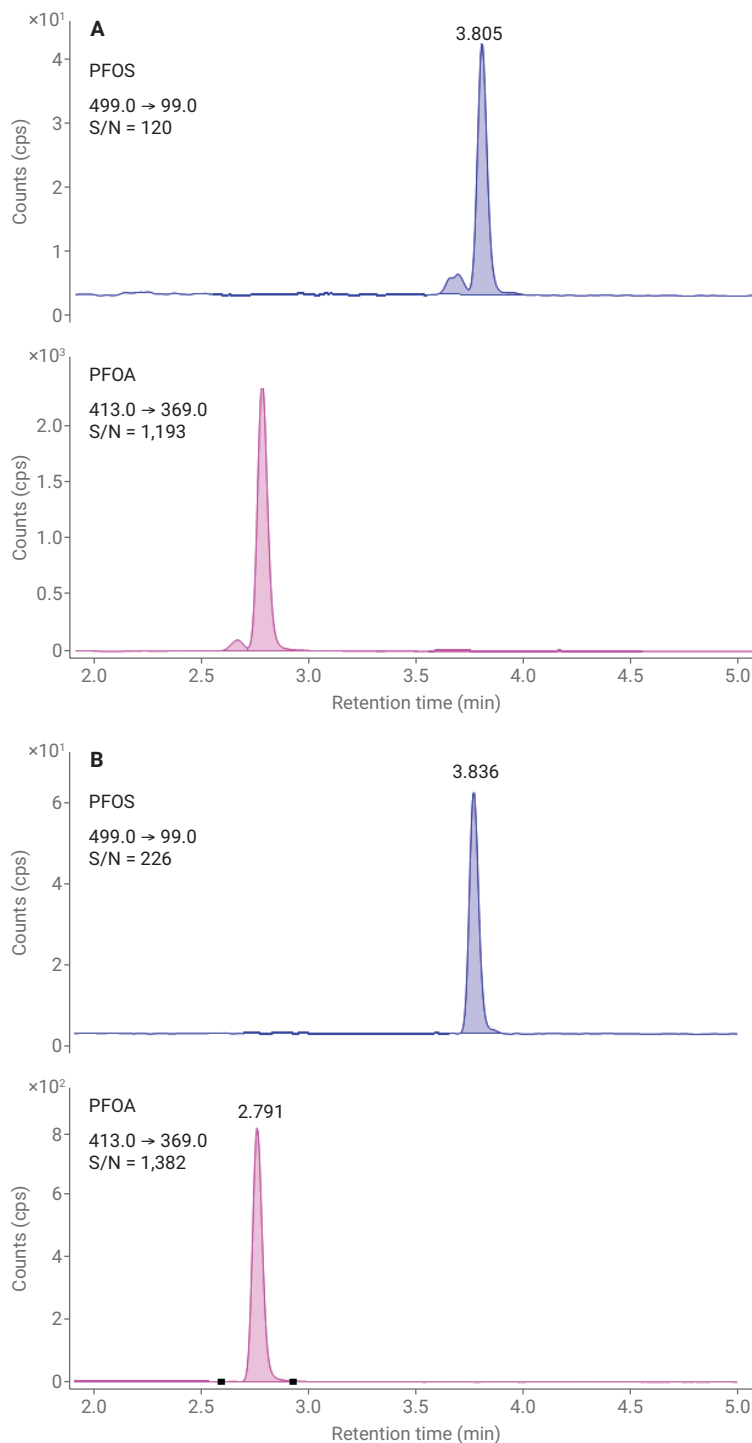 ×10¹
A
3.805
PFOS
499.0 → 99.0
S/N = 120
4
3
2
1
0
Counts (cps)
×10³
PFOA
413.0 → 369.0
S/N = 1,193
2.0
1.5
1.0
0.5
0
Counts (cps)
2.0 2.5 3.0 3.5 4.0 4.5 5.0
Retention time (min)
×10¹
B
3.836
PFOS
499.0 → 99.0
S/N = 226
6
4
2
0
Counts (cps)
×10²
PFOA
2.791
413.0 → 369.0
S/N = 1,382
8
6
4
2
0
Counts (cps)
2.0 2.5 3.0 3.5 4.0 4.5 5.0
Retention time (min)